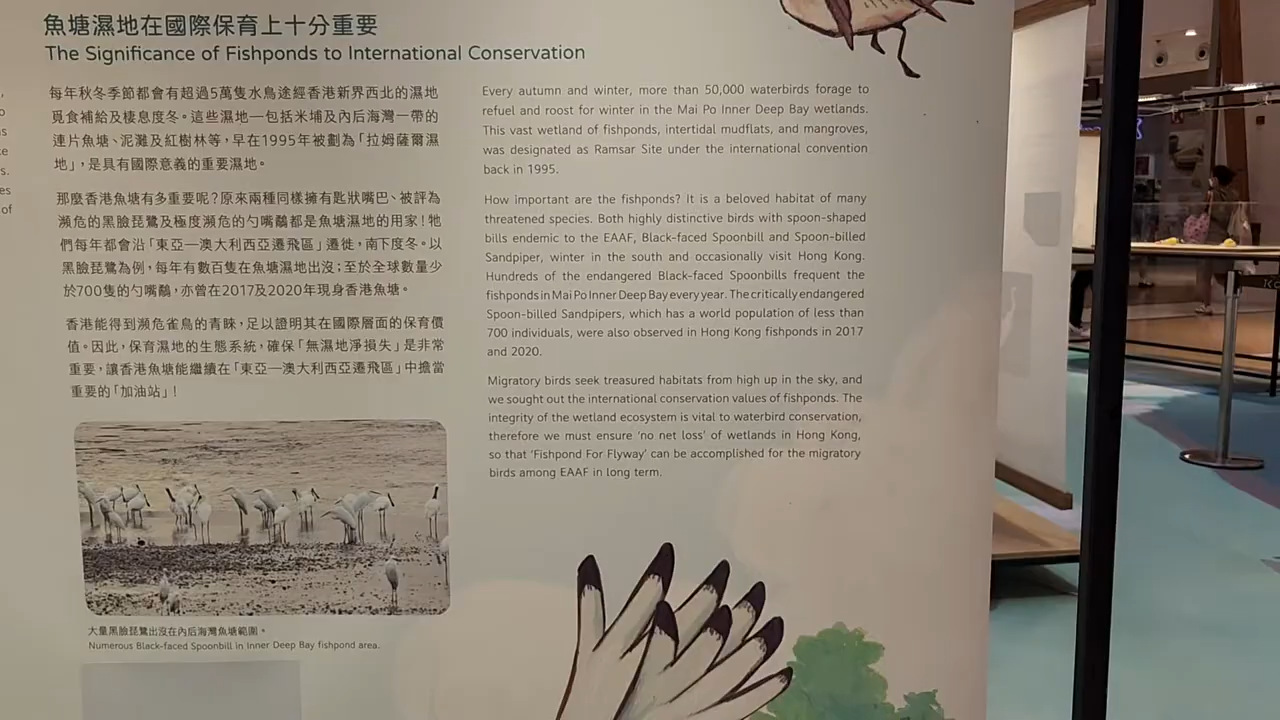 魚塘濕地在國際保育上十分重要
The Significance of Fishponds to International Conservation
每年秋冬季節都會有超過5萬隻水鳥途經香港新界西北的濕地
覓食補給及棲息度冬。這些濕地—包括米埔及內后海灣一帶的
連片魚塘、泥灘及紅樹林等，早在1995年被劃為「拉姆薩爾濕
地」，是具有國際意義的重要濕地。
那麼香港魚塘有多重要呢？原來兩種同樣擁有匙狀嘴巴、被評為
瀕危的黑臉琵鷺及極度瀕危的勺嘴鷸都是魚塘濕地的用家！牠
們每年都會沿「東亞—澳大利西亞遷飛區」遷徙，南下度冬。以
黑臉琵鷺為例，每年有數百隻在魚塘濕地出沒；至於全球數量少
於700隻的勺嘴鷸，亦曾在2017及2020年現身香港魚塘。
香港能得到瀕危雀鳥的青睞，足以證明其在國際層面的保育價
值。因此，保育濕地的生態系統，確保「無濕地淨損失」是非常
重要，讓香港魚塘能繼續在「東亞—澳大利西亞遷飛區」中擔當
重要的「加油站」！
大量黑臉琵鷺出沒在內后海灣魚塘範圍。
Numerous Black-faced Spoonbill in Inner Deep Bay fishpond area.
Every autumn and winter, more than 50,000 waterbirds forage to
refuel and roost for winter in the Mai Po Inner Deep Bay wetlands.
This vast wetland of fishponds, intertidal mudflats, and mangroves,
was designated as Ramsar Site under the international convention
back in 1995.
How important are the fishponds? It is a beloved habitat of many
threatened species. Both highly distinctive birds with spoon-shaped
bills endemic to the EAAF, Black-faced Spoonbill and Spoon-billed
Sandpiper, winter in the south and occasionally visit Hong Kong.
Hundreds of the endangered Black-faced Spoonbills frequent the
fishponds in Mai Po Inner Deep Bay every year. The critically endangered
Spoon-billed Sandpipers, which has a world population of less than
700 individuals, were also observed in Hong Kong fishponds in 2017
and 2020.
Migratory birds seek treasured habitats from high up in the sky, and
we sought out the international conservation values of fishponds. The
integrity of the wetland ecosystem is vital to waterbird conservation,
therefore we must ensure 'no net loss' of wetlands in Hong Kong,
so that 'Fishpond For Flyway' can be accomplished for the migratory
birds among EAAF in long term.